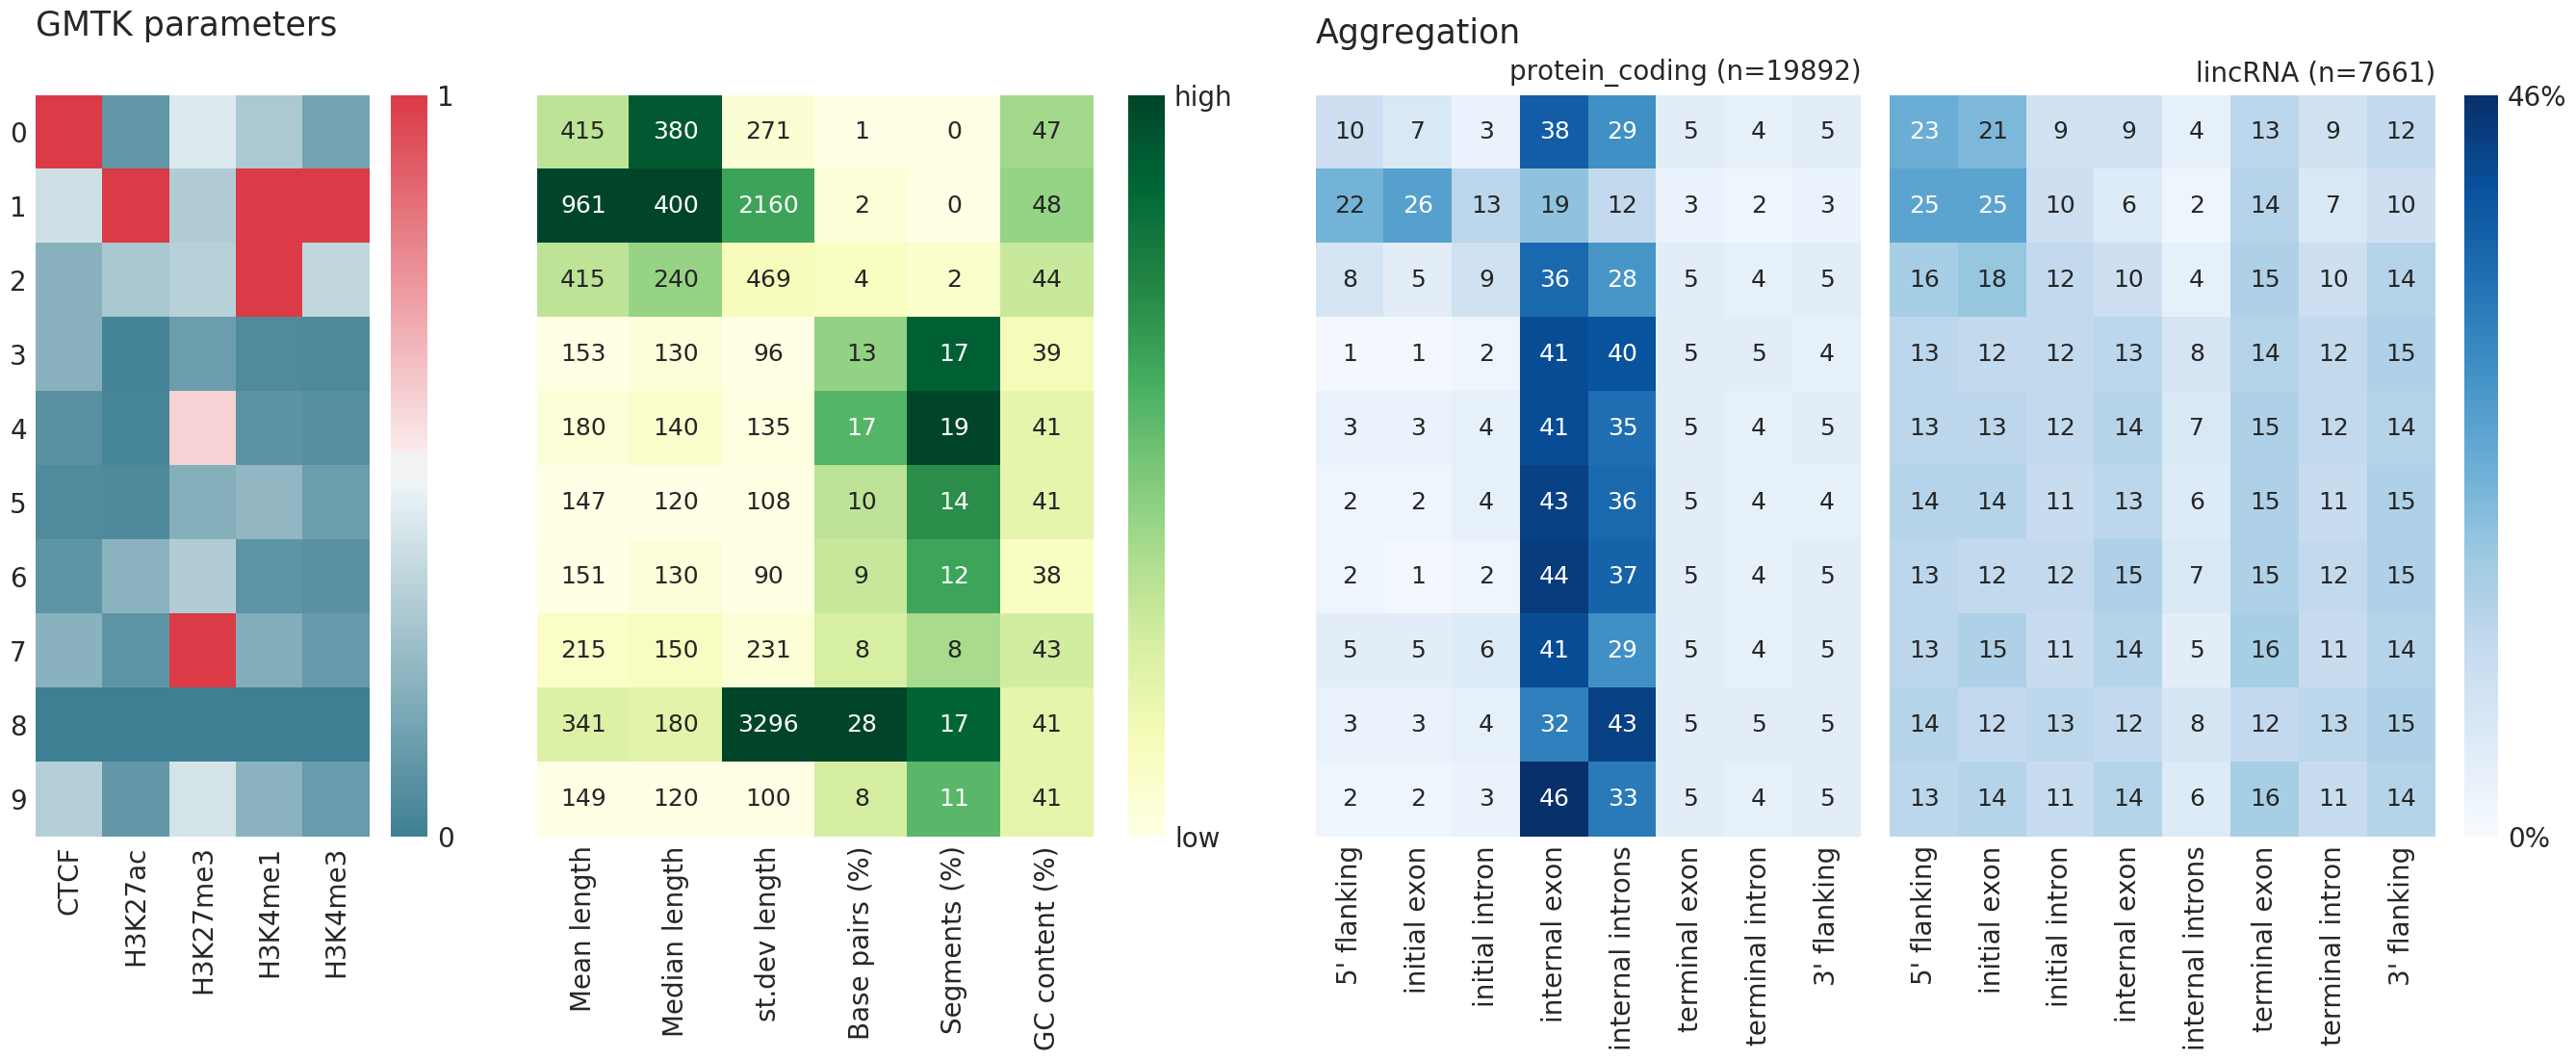 GMTK parameters
Aggregation
protein_coding (n=19892)
lincRNA (n=7661)
1
high
46%
0 415 380 271 1 0 47 10 7 3 38 29 5 4 5 23 21 9 9 4 13 9 12
1 961 400 2160 2 0 48 22 26 13 19 12 3 2 3 25 25 10 6 2 14 7 10
2 415 240 469 4 2 44 8 5 9 36 28 5 4 5 16 18 12 10 4 15 10 14
3 153 130 96 13 17 39 1 1 2 41 40 5 5 4 13 12 12 13 8 14 12 15
4 180 140 135 17 19 41 3 3 4 41 35 5 4 5 13 13 12 14 7 15 12 14
5 147 120 108 10 14 41 2 2 4 43 36 5 4 4 14 14 11 13 6 15 11 15
6 151 130 90 9 12 38 2 1 2 44 37 5 4 5 13 12 12 15 7 15 12 15
7 215 150 231 8 8 43 5 5 6 41 29 5 4 5 13 15 11 14 5 16 11 14
8 341 180 3296 28 17 41 3 3 4 32 43 5 5 5 14 12 13 12 8 12 13 15
9 149 120 100 8 11 41 2 2 3 46 33 5 4 5 13 14 11 14 6 16 11 14
0
low
0%
CTCF
H3K27ac
H3K27me3
H3K4me1
H3K4me3
Mean length
Median length
st.dev length
Base pairs (%)
Segments (%)
GC content (%)
5' flanking
initial exon
initial intron
internal exon
internal introns
terminal exon
terminal intron
3' flanking
5' flanking
initial exon
initial intron
internal exon
internal introns
terminal exon
terminal intron
3' flanking